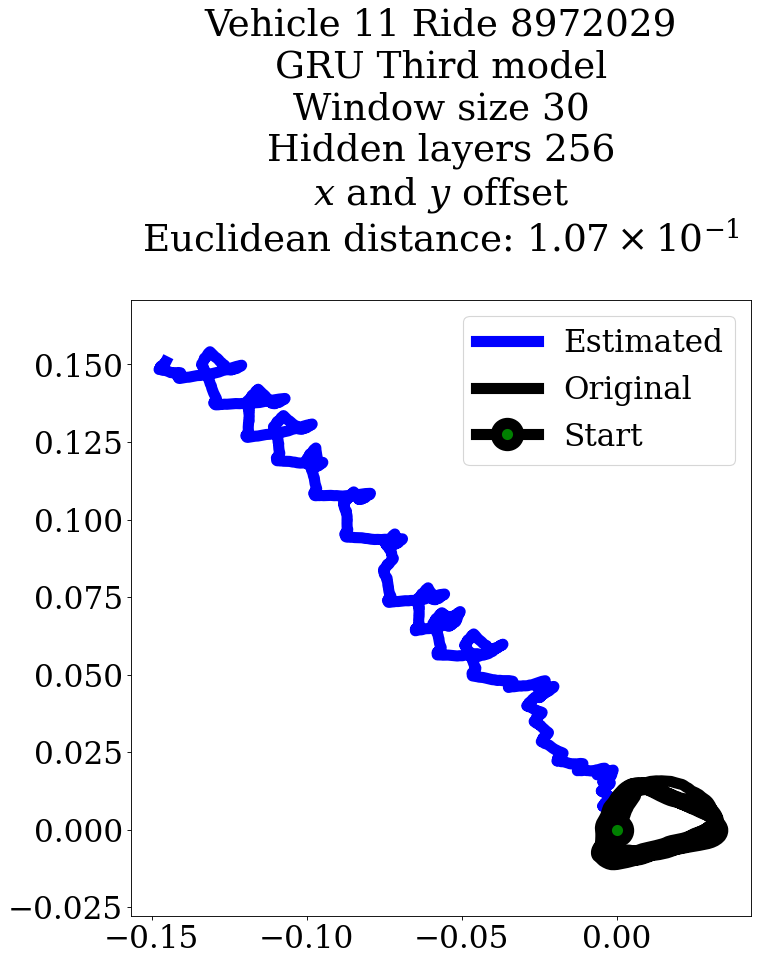 Vehicle 11 Ride 8972029
GRU Third model
Window size 30
Hidden layers 256
x and y offset
Euclidean distance: 1.07 × 10⁻¹
Estimated
Original
Start
0.150
0.125
0.100
0.075
0.050
0.025
0.000
−0.025
−0.15 −0.10 −0.05 0.00